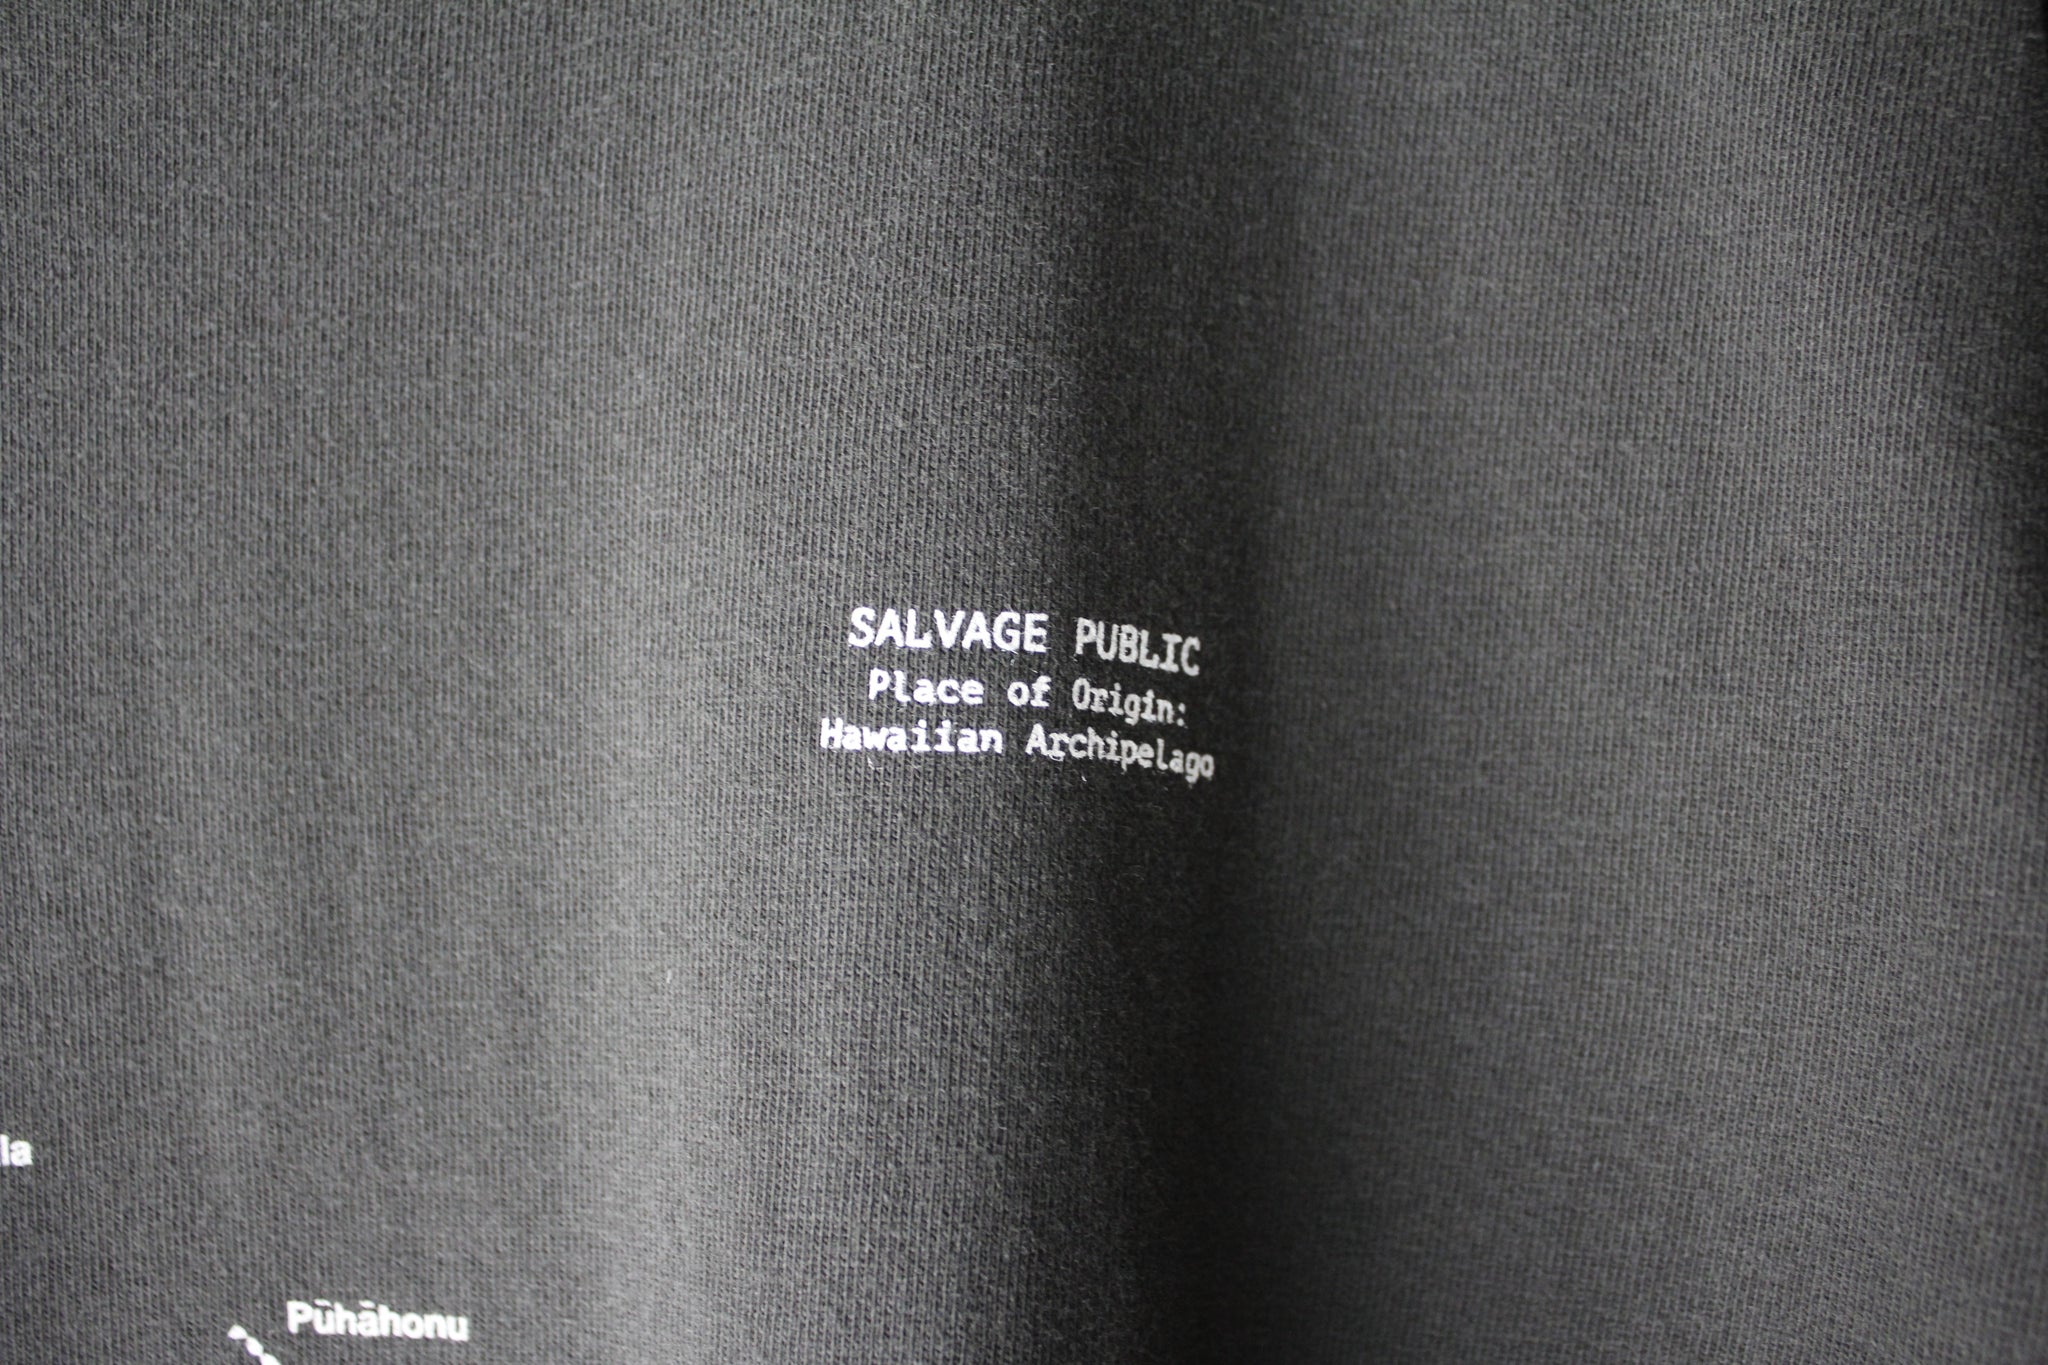 SALVAGE PUBLIC
Place of Origin:
Hawaiian Archipelago
Pūhāhonu